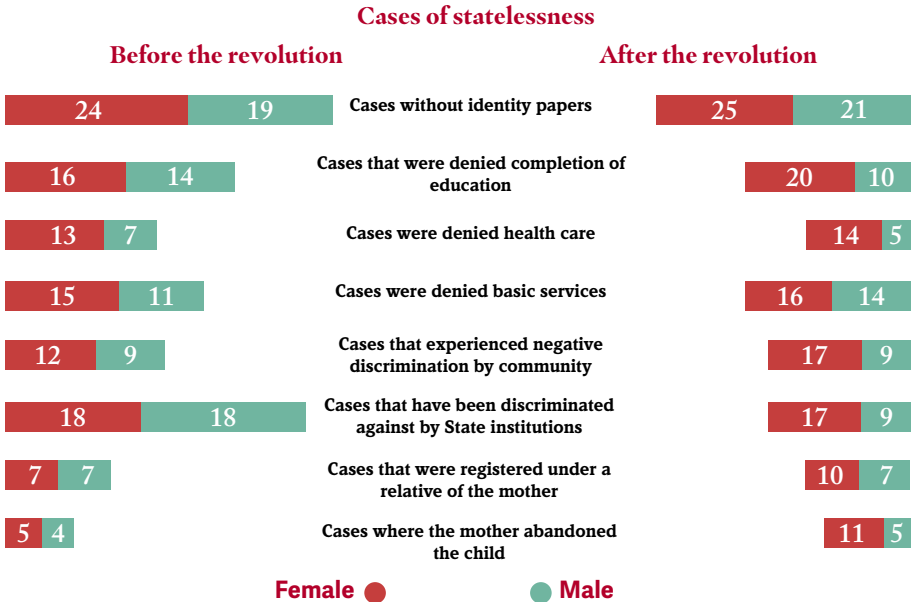 Cases of statelessness
Before the revolution
After the revolution
24 19 Cases without identity papers 25 21
16 14 Cases that were denied completion of
education 20 10
13 7 Cases were denied health care 14 5
15 11 Cases were denied basic services 16 14
12 9 Cases that experienced negative
discrimination by community 17 9
18 18 Cases that have been discriminated
against by State institutions 17 9
7 7 Cases that were registered under a
relative of the mother 10 7
5 4 Cases where the mother abandoned
the child 11 5
Female Male